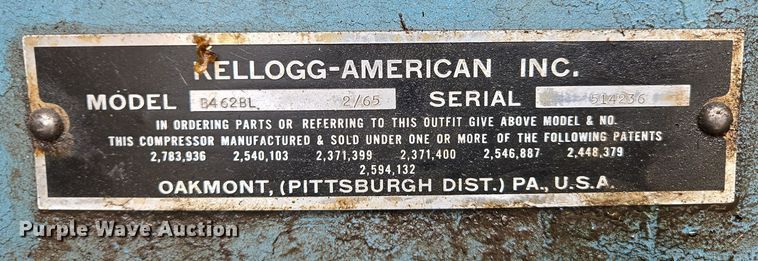 KELLOGG-AMERICAN INC.
MODEL B462BL 2/65 SERIAL 514236
IN ORDERING PARTS OR REFERRING TO THIS OUTFIT GIVE ABOVE MODEL & NO.
THIS COMPRESSOR MANUFACTURED & SOLD UNDER ONE OR MORE OF THE FOLLOWING PATENTS
2,783,936 2,540,103 2,371,399 2,371,400 2,546,887 2,448,379
2,594,132
OAKMONT, (PITTSBURGH DIST.) PA., U.S.A.
Purple Wave Auction